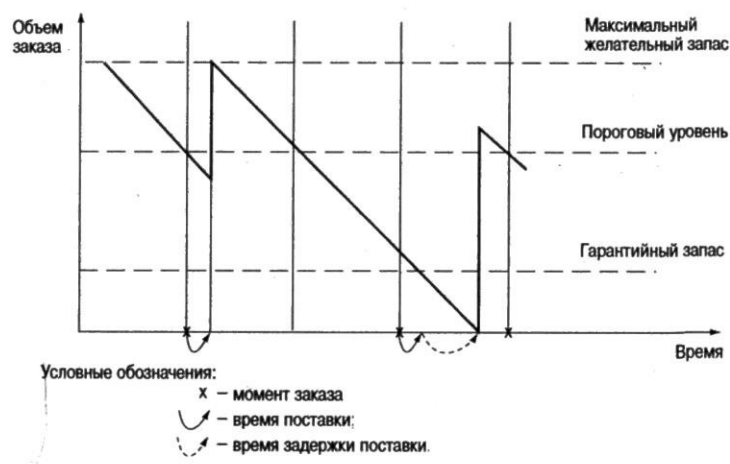 Объем
заказа
Максимальный
желательный запас
Пороговый уровень
Гарантийный запас
Время
Условные обозначения:
x – момент заказа
– время поставки;
– время задержки поставки.